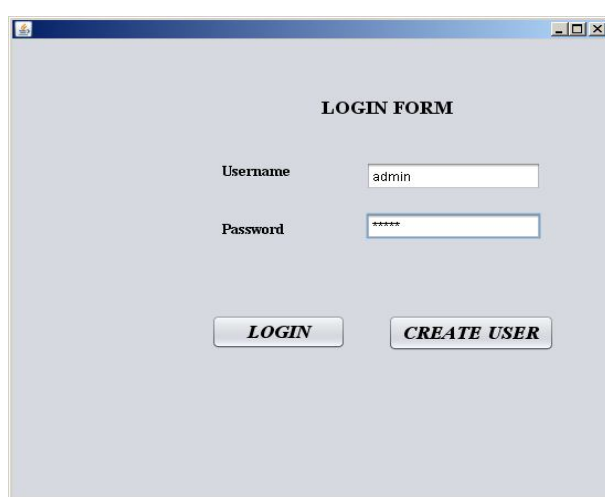 LOGIN FORM
Username
admin
Password
*****
LOGIN
CREATE USER